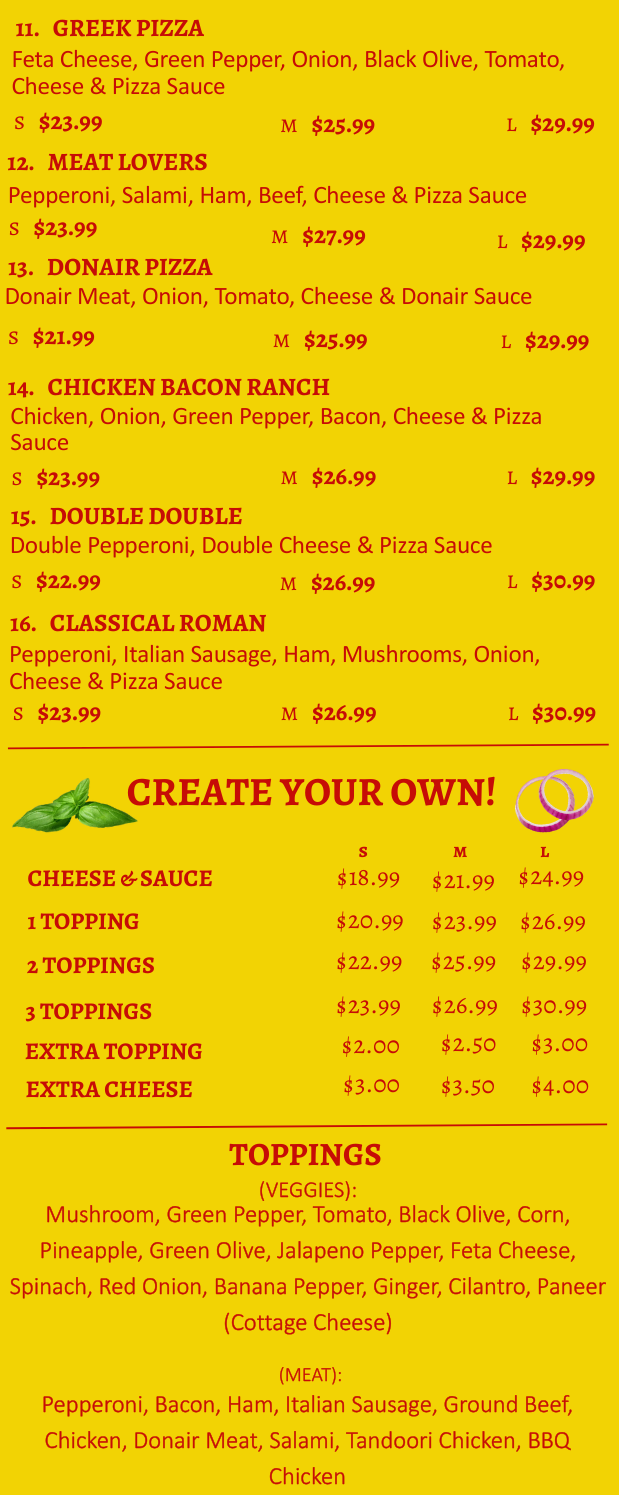 11. GREEK PIZZA
Feta Cheese, Green Pepper, Onion, Black Olive, Tomato,
Cheese & Pizza Sauce
S $23.99 M $25.99 L $29.99
12. MEAT LOVERS
Pepperoni, Salami, Ham, Beef, Cheese & Pizza Sauce
S $23.99 M $27.99 L $29.99
13. DONAIR PIZZA
Donair Meat, Onion, Tomato, Cheese & Donair Sauce
S $21.99 M $25.99 L $29.99
14. CHICKEN BACON RANCH
Chicken, Onion, Green Pepper, Bacon, Cheese & Pizza
Sauce
S $23.99 M $26.99 L $29.99
15. DOUBLE DOUBLE
Double Pepperoni, Double Cheese & Pizza Sauce
S $22.99 M $26.99 L $30.99
16. CLASSICAL ROMAN
Pepperoni, Italian Sausage, Ham, Mushrooms, Onion,
Cheese & Pizza Sauce
S $23.99 M $26.99 L $30.99
CREATE YOUR OWN!
S M L
CHEESE & SAUCE $18.99 $21.99 $24.99
1 TOPPING $20.99 $23.99 $26.99
2 TOPPINGS $22.99 $25.99 $29.99
3 TOPPINGS $23.99 $26.99 $30.99
EXTRA TOPPING $2.00 $2.50 $3.00
EXTRA CHEESE $3.00 $3.50 $4.00
TOPPINGS
(VEGGIES):
Mushroom, Green Pepper, Tomato, Black Olive, Corn,
Pineapple, Green Olive, Jalapeno Pepper, Feta Cheese,
Spinach, Red Onion, Banana Pepper, Ginger, Cilantro, Paneer
(Cottage Cheese)
(MEAT):
Pepperoni, Bacon, Ham, Italian Sausage, Ground Beef,
Chicken, Donair Meat, Salami, Tandoori Chicken, BBQ
Chicken